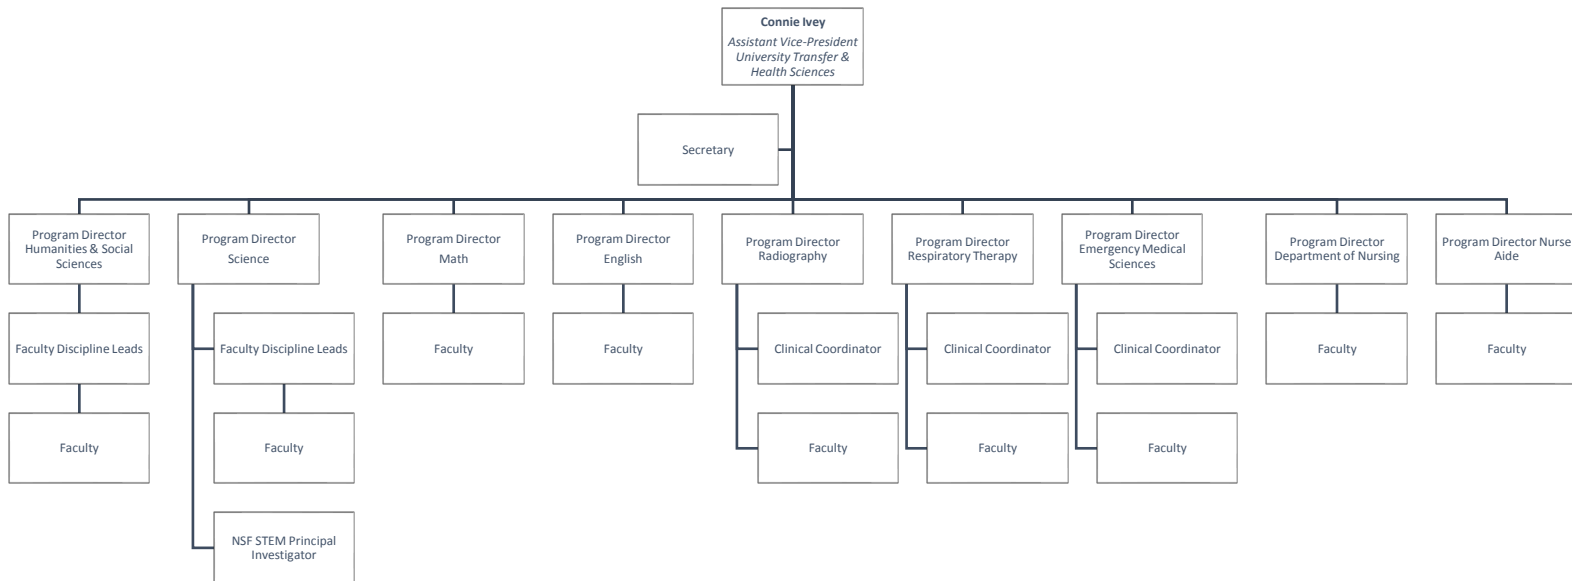 Connie Ivey
Assistant Vice-President
University Transfer &
Health Sciences
Secretary
Program Director
Humanities & Social
Sciences
Program Director
Science
Program Director
Math
Program Director
English
Program Director
Radiography
Program Director
Respiratory Therapy
Program Director
Emergency Medical
Sciences
Program Director
Department of Nursing
Program Director Nurse
Aide
Faculty Discipline Leads
Faculty Discipline Leads
Faculty
Faculty
Clinical Coordinator
Clinical Coordinator
Clinical Coordinator
Faculty
Faculty
Faculty
Faculty
Faculty
Faculty
Faculty
NSF STEM Principal
Investigator